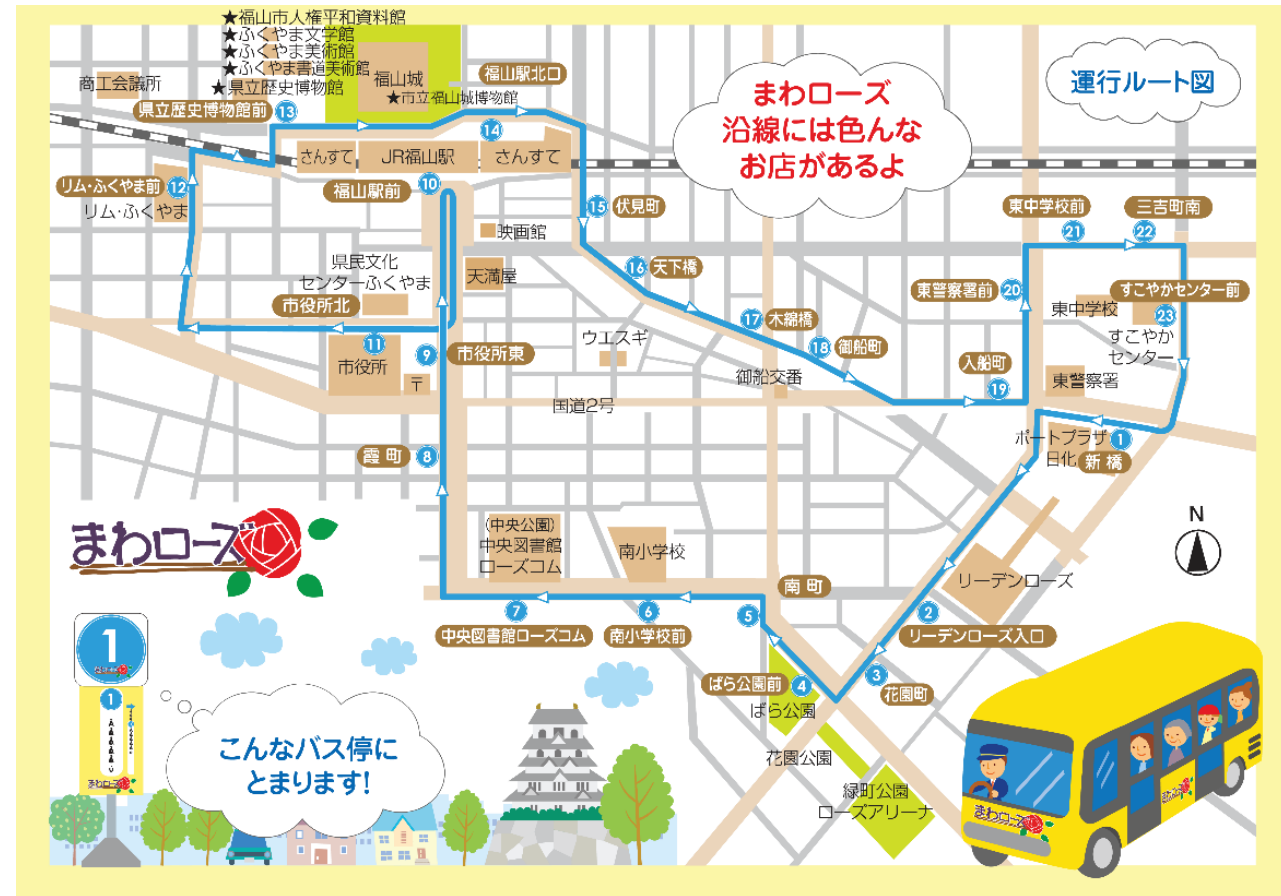 ★福山市人権平和資料館
★ふくやま文学館
★ふくやま美術館
★ふくやま書道美術館
★県立歴史博物館
商工会議所
福山城
★市立福山城博物館
福山駅北口
県立歴史博物館前
13
14
まわローズ
沿線には色んな
お店があるよ
運行ルート図
さんすて
JR福山駅
さんすて
リム・ふくやま前
12
リム・ふくやま
福山駅前
10
15
伏見町
映画館
東中学校前
21
三吉町南
22
県民文化
センターふくやま
天満屋
16
天下橋
市役所北
11
市役所
〒
9
市役所東
ウエスギ
17
木綿橋
18
御船町
御船交番
東警察署前
20
すこやかセンター前
23
東中学校
すこやか
センター
入船町
19
東警察署
国道2号
霞町
8
ポートプラザ
日化
1
新橋
N
まわローズ
(中央公園)
中央図書館
ローズコム
南小学校
南町
リーデンローズ
7
中央図書館ローズコム
6
南小学校前
5
2
リーデンローズ入口
ばら公園前
4
ばら公園
3
花園町
花園公園
緑町公園
ローズアリーナ
1
まわローズ
1
まわローズ
こんなバス停に
とまります!
まわローズ
まわローズ